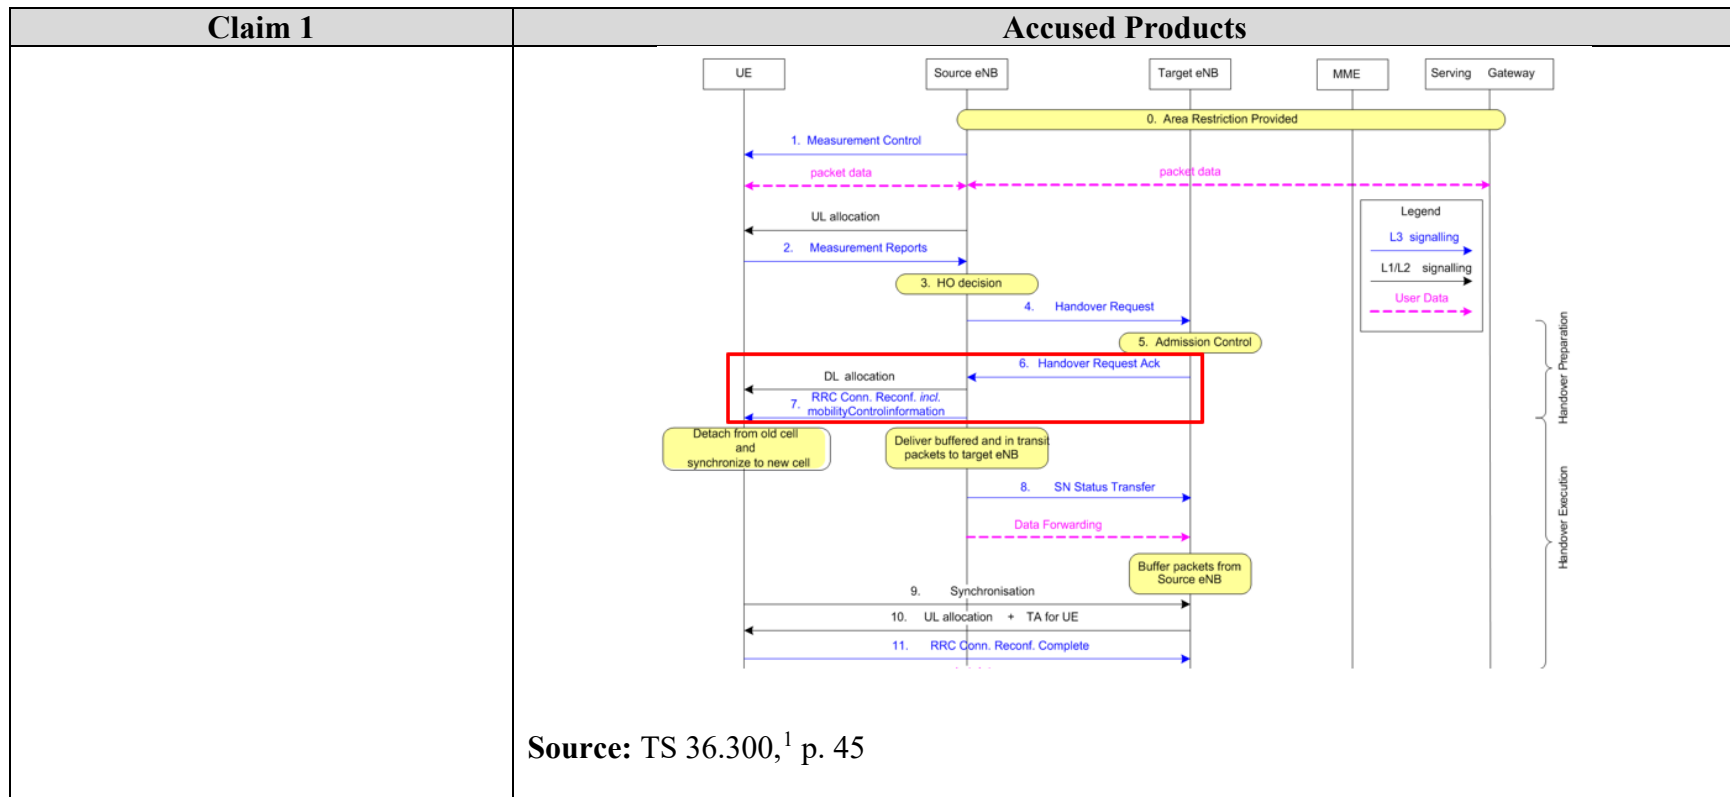 Claim 1
Accused Products
UE
Source eNB
Target eNB
MME
Serving Gateway
0. Area Restriction Provided
1. Measurement Control
packet data
packet data
UL allocation
Legend
L3 signalling
L1/L2 signalling
User Data
2. Measurement Reports
3. HO decision
4. Handover Request
5. Admission Control
6. Handover Request Ack
DL allocation
7. RRC Conn. Reconf. incl.
mobilityControlinformation
Handover Preparation
Detach from old cell
and
synchronize to new cell
Deliver buffered and in transit
packets to target eNB
8. SN Status Transfer
Data Forwarding
Buffer packets from
Source eNB
9. Synchronisation
10. UL allocation + TA for UE
11. RRC Conn. Reconf. Complete
Handover Execution
Source: TS 36.300,1 p. 45